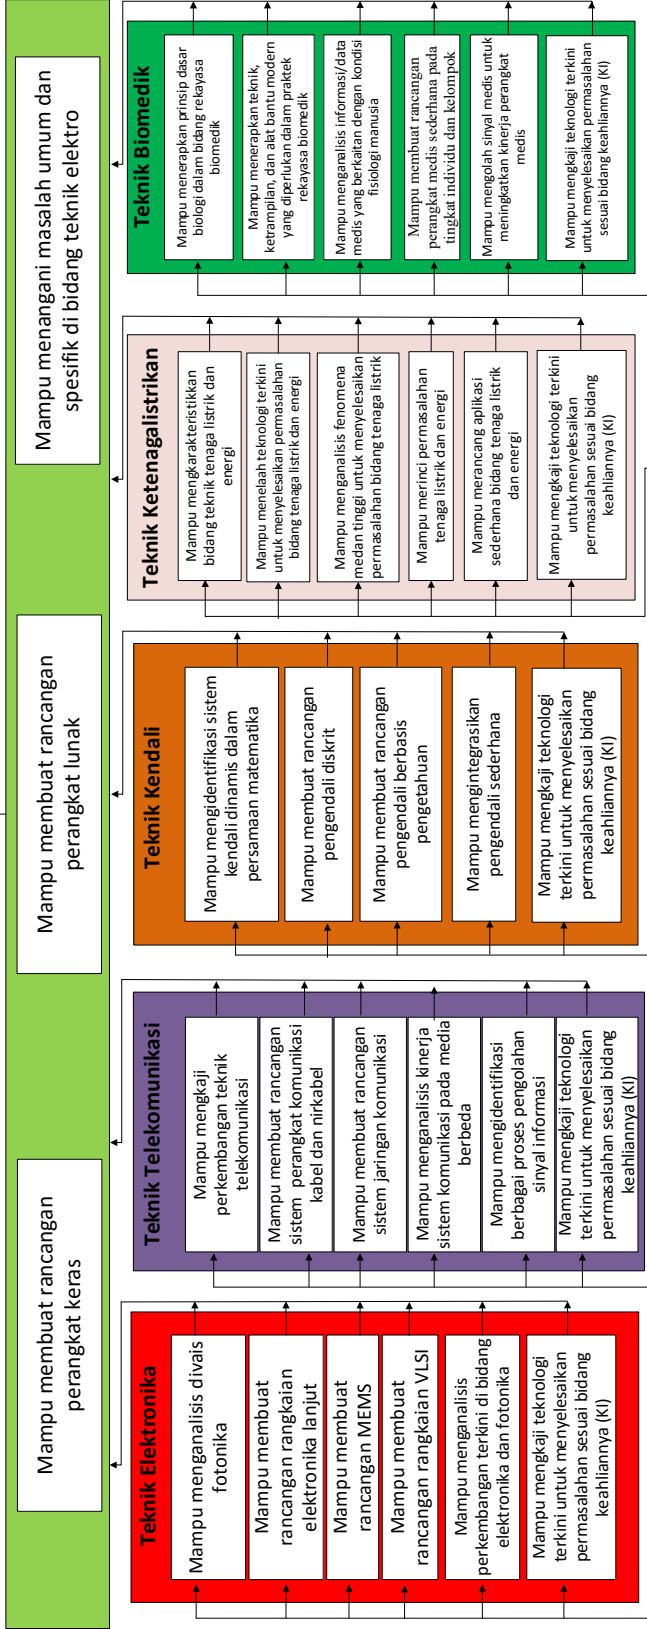 Mampu membuat rancangan
perangkat keras
Mampu membuat rancangan
perangkat lunak
Mampu menangani masalah umum dan
spesifik di bidang teknik elektro
Teknik Elektronika
Mampu menganalisis divais
fotonika
Mampu membuat
rancangan rangkaian
elektronika lanjut
Mampu membuat
rancangan MEMS
Mampu membuat
rancangan rangkaian VLSI
Mampu menganalisis
perkembangan terkini di bidang
elektronika dan fotonika
Mampu mengkaji teknologi
terkini untuk menyelesaikan
permasalahan sesuai bidang
keahliannya (KI)
Teknik Telekomunikasi
Mampu mengkaji
perkembangan teknik
telekomunikasi
Mampu membuat rancangan
sistem perangkat komunikasi
kabel dan nirkabel
Mampu membuat rancangan
sistem jaringan komunikasi
Mampu menganalisis kinerja
sistem komunikasi pada media
berbeda
Mampu mengidentifikasi
berbagai proses pengolahan
sinyal informasi
Mampu mengkaji teknologi
terkini untuk menyelesaikan
permasalahan sesuai bidang
keahliannya (KI)
Teknik Kendali
Mampu mengidentifikasi sistem
kendali dinamis dalam
persamaan matematika
Mampu membuat rancangan
pengendali diskrit
Mampu membuat rancangan
pengendali berbasis
pengetahuan
Mampu mengintegrasikan
pengendali sederhana
Mampu mengkaji teknologi
terkini untuk menyelesaikan
permasalahan sesuai bidang
keahliannya (KI)
Teknik Ketenagalistrikan
Mampu mengkarakteristikkan
bidang teknik tenaga listrik dan
energi
Mampu menelaah teknologi terkini
untuk menyelesaikan permasalahan
bidang tenaga listrik dan energi
Mampu menganalisis fenomena
medan tinggi untuk menyelesaikan
permasalahan bidang tenaga listrik
Mampu merinci permasalahan
tenaga listrik dan energi
Mampu merancang aplikasi
sederhana bidang tenaga listrik
dan energi
Mampu mengkaji teknologi terkini
untuk menyelesaikan
permasalahan sesuai bidang
keahliannya (KI)
Teknik Biomedik
Mampu menerapkan prinsip dasar
biologi dalam bidang rekayasa
biomedik
Mampu menerapkan teknik,
ketrampilan, dan alat bantu modern
yang diperlukan dalam praktek
rekayasa biomedik
Mampu menganalisis informasi/data
medis yang berkaitan dengan kondisi
fisiologi manusia
Mampu membuat rancangan
perangkat medis sederhana pada
tingkat individu dan kelompok
Mampu mengolah sinyal medis untuk
meningkatkan kinerja perangkat
medis
Mampu mengkaji teknologi terkini
untuk menyelesaikan permasalahan
sesuai bidang keahliannya (KI)